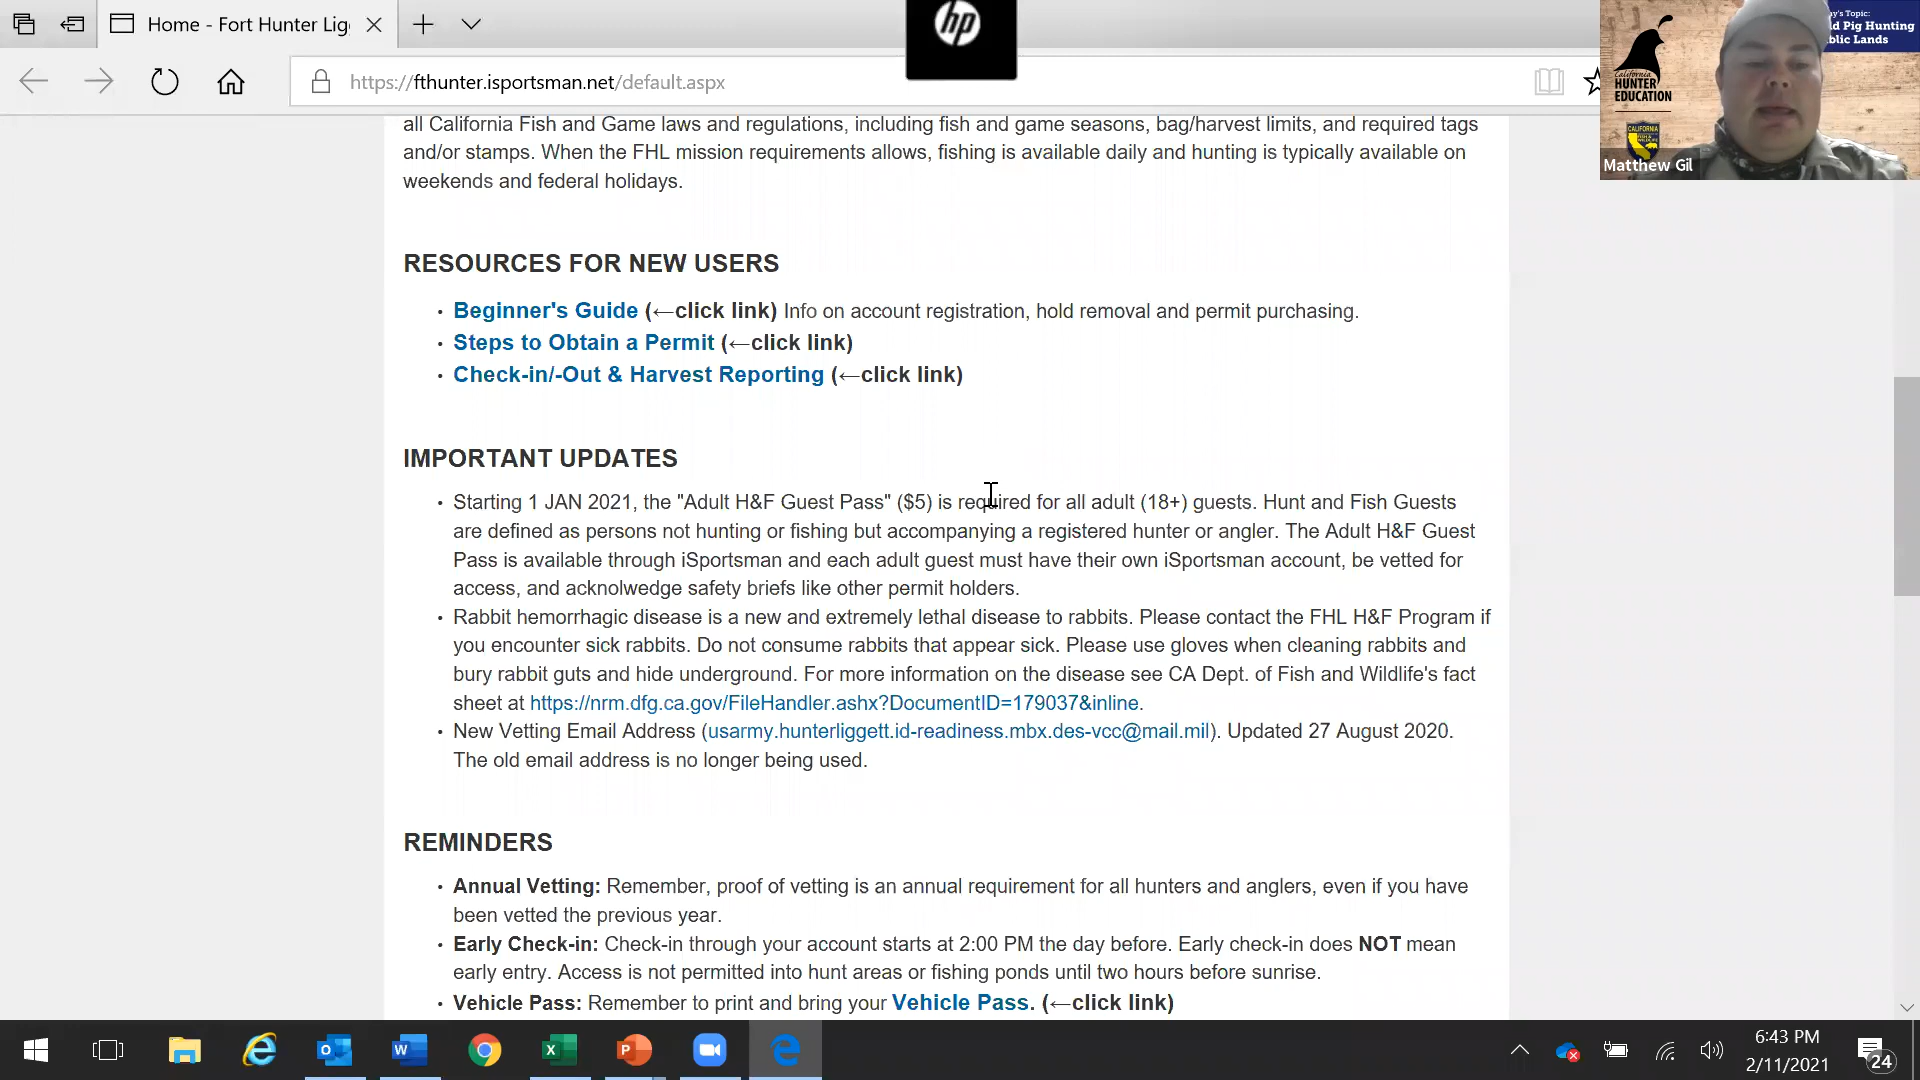 Home - Fort Hunter Lig
hp
https://fthunter.isportsman.net/default.aspx
California
HUNTER
EDUCATION
CALIFORNIA
Matthew Gil
y's Topic:
d Pig Hunting
blic Lands
all California Fish and Game laws and regulations, including fish and game seasons, bag/harvest limits, and required tags
and/or stamps. When the FHL mission requirements allows, fishing is available daily and hunting is typically available on
weekends and federal holidays.
RESOURCES FOR NEW USERS
• Beginner's Guide (←click link) Info on account registration, hold removal and permit purchasing.
• Steps to Obtain a Permit (←click link)
• Check-in/-Out & Harvest Reporting (←click link)
IMPORTANT UPDATES
• Starting 1 JAN 2021, the "Adult H&F Guest Pass" ($5) is required for all adult (18+) guests. Hunt and Fish Guests
are defined as persons not hunting or fishing but accompanying a registered hunter or angler. The Adult H&F Guest
Pass is available through iSportsman and each adult guest must have their own iSportsman account, be vetted for
access, and acknolwedge safety briefs like other permit holders.
• Rabbit hemorrhagic disease is a new and extremely lethal disease to rabbits. Please contact the FHL H&F Program if
you encounter sick rabbits. Do not consume rabbits that appear sick. Please use gloves when cleaning rabbits and
bury rabbit guts and hide underground. For more information on the disease see CA Dept. of Fish and Wildlife's fact
sheet at https://nrm.dfg.ca.gov/FileHandler.ashx?DocumentID=179037&inline.
• New Vetting Email Address (usarmy.hunterliggett.id-readiness.mbx.des-vcc@mail.mil). Updated 27 August 2020.
The old email address is no longer being used.
REMINDERS
• Annual Vetting: Remember, proof of vetting is an annual requirement for all hunters and anglers, even if you have
been vetted the previous year.
• Early Check-in: Check-in through your account starts at 2:00 PM the day before. Early check-in does NOT mean
early entry. Access is not permitted into hunt areas or fishing ponds until two hours before sunrise.
• Vehicle Pass: Remember to print and bring your Vehicle Pass. (←click link)
6:43 PM
2/11/2021
24